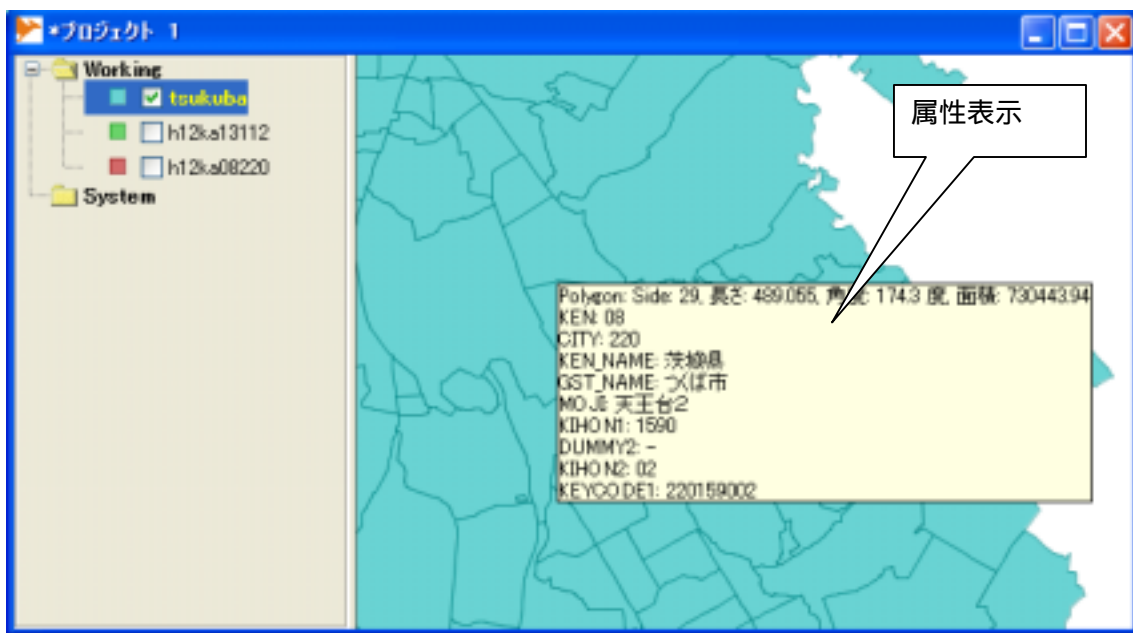 *プロジェクト 1
Working
tsukuba
h12ka13112
h12ka08220
System
属性表示
Polygon: Side: 29, 長さ: 489.055, 角度: 174.3 度, 面積: 730443.94
KEN: 08
CITY: 220
KEN_NAME: 茨城県
GST_NAME: つくば市
MOJI: 天王台2
KIHON1: 1590
DUMMY2: -
KIHON2: 02
KEYCODE1: 220159002